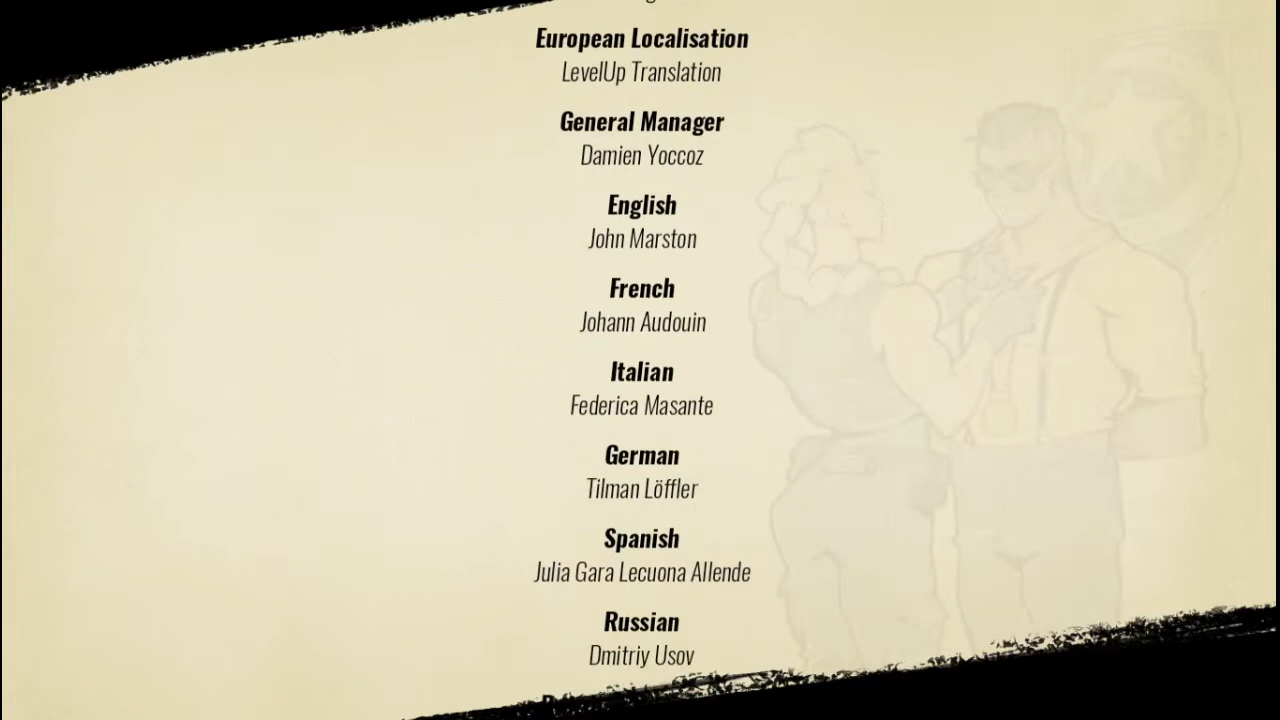 European Localisation
LevelUp Translation
General Manager
Damien Yoccoz
English
John Marston
French
Johann Audouin
Italian
Federica Masante
German
Tilman Löffler
Spanish
Julia Gara Lecuona Allende
Russian
Dmitriy Usov